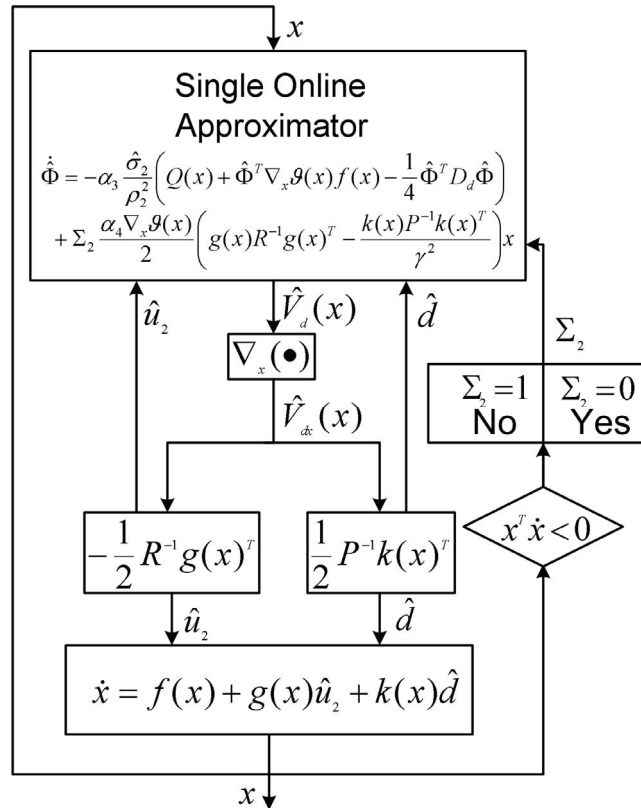 x
Single Online
Approximator
$\dot{\hat{\Phi}} = -\alpha_3 \frac{\hat{\sigma}_2}{\rho_2^2} \left( Q(x) + \hat{\Phi}^T \nabla_x \vartheta(x) f(x) - \frac{1}{4} \hat{\Phi}^T D_d \hat{\Phi} \right)$
$+ \Sigma_2 \frac{\alpha_4 \nabla_x \vartheta(x)}{2} \left( g(x) R^{-1} g(x)^T - \frac{k(x) P^{-1} k(x)^T}{\gamma^2} \right) x$
$\hat{u}_2$ $\hat{V}_d(x)$ $\hat{d}$
$\Sigma_2$
$\nabla_x(\bullet)$
$\Sigma_2 = 1$ $\Sigma_2 = 0$
No Yes
$\hat{V}_{dx}(x)$
$x^T \dot{x} < 0$
$-\frac{1}{2} R^{-1} g(x)^T$ $\frac{1}{2} P^{-1} k(x)^T$
$\hat{u}_2$ $\hat{d}$
$\dot{x} = f(x) + g(x)\hat{u}_2 + k(x)\hat{d}$
x